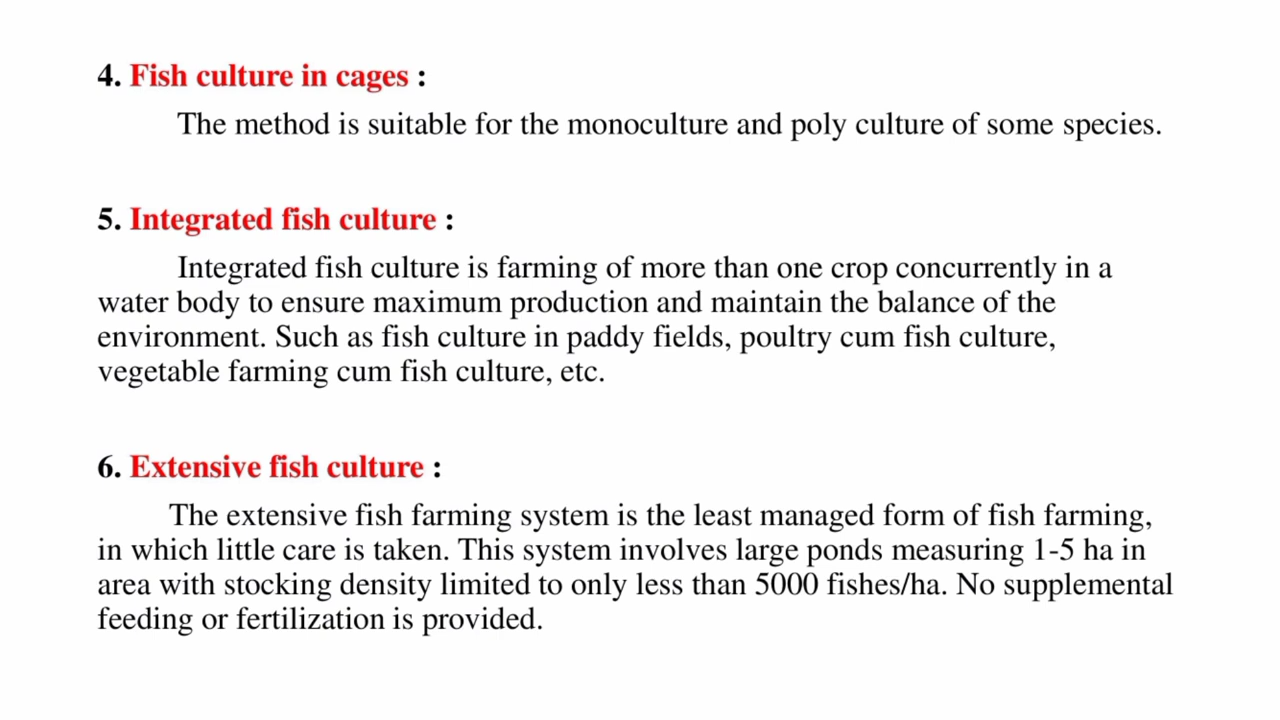 4. Fish culture in cages :
The method is suitable for the monoculture and poly culture of some species.
5. Integrated fish culture :
Integrated fish culture is farming of more than one crop concurrently in a
water body to ensure maximum production and maintain the balance of the
environment. Such as fish culture in paddy fields, poultry cum fish culture,
vegetable farming cum fish culture, etc.
6. Extensive fish culture :
The extensive fish farming system is the least managed form of fish farming,
in which little care is taken. This system involves large ponds measuring 1-5 ha in
area with stocking density limited to only less than 5000 fishes/ha. No supplemental
feeding or fertilization is provided.